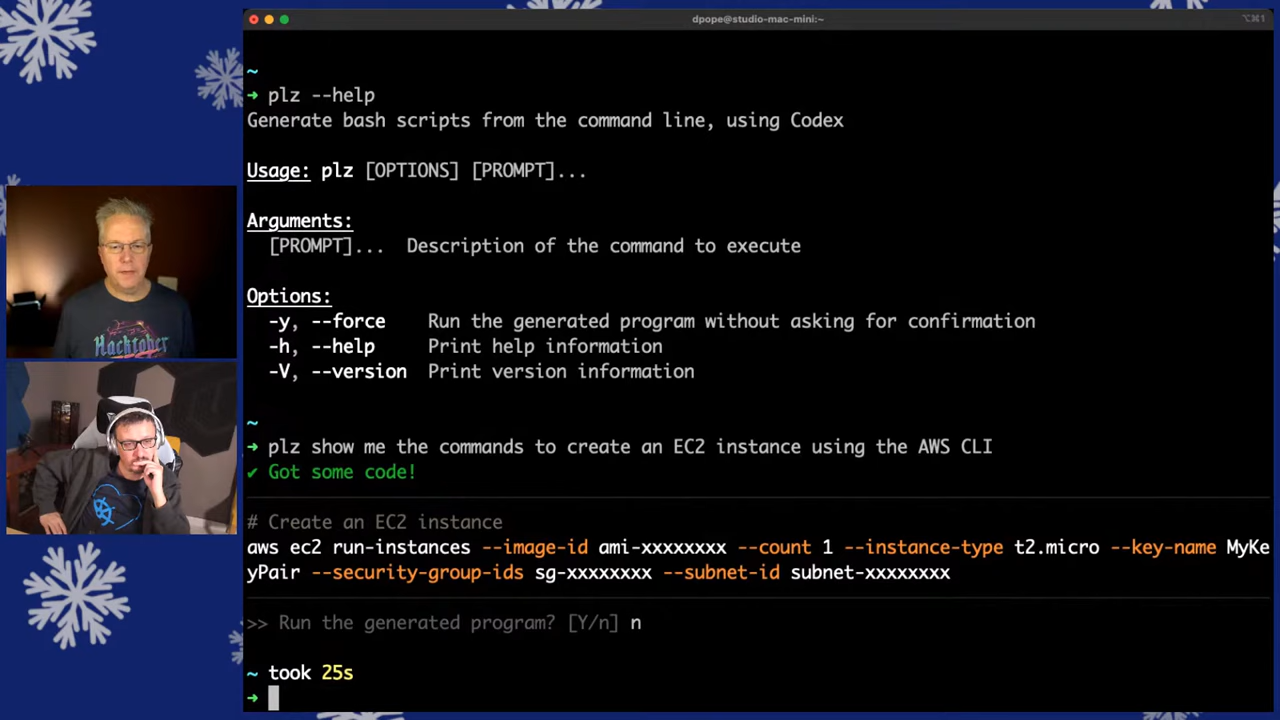 dpope@studio-mac-mini:~
⌥⌘1
~
➜ plz --help
Generate bash scripts from the command line, using Codex
Usage: plz [OPTIONS] [PROMPT]...
Arguments:
[PROMPT]... Description of the command to execute
Options:
-y, --force Run the generated program without asking for confirmation
-h, --help Print help information
-V, --version Print version information
~
➜ plz show me the commands to create an EC2 instance using the AWS CLI
✔ Got some code!
# Create an EC2 instance
aws ec2 run-instances --image-id ami-xxxxxxxx --count 1 --instance-type t2.micro --key-name MyKe
yPair --security-group-ids sg-xxxxxxxx --subnet-id subnet-xxxxxxxx
>> Run the generated program? [Y/n] n
~ took 25s
➜
Hacktober